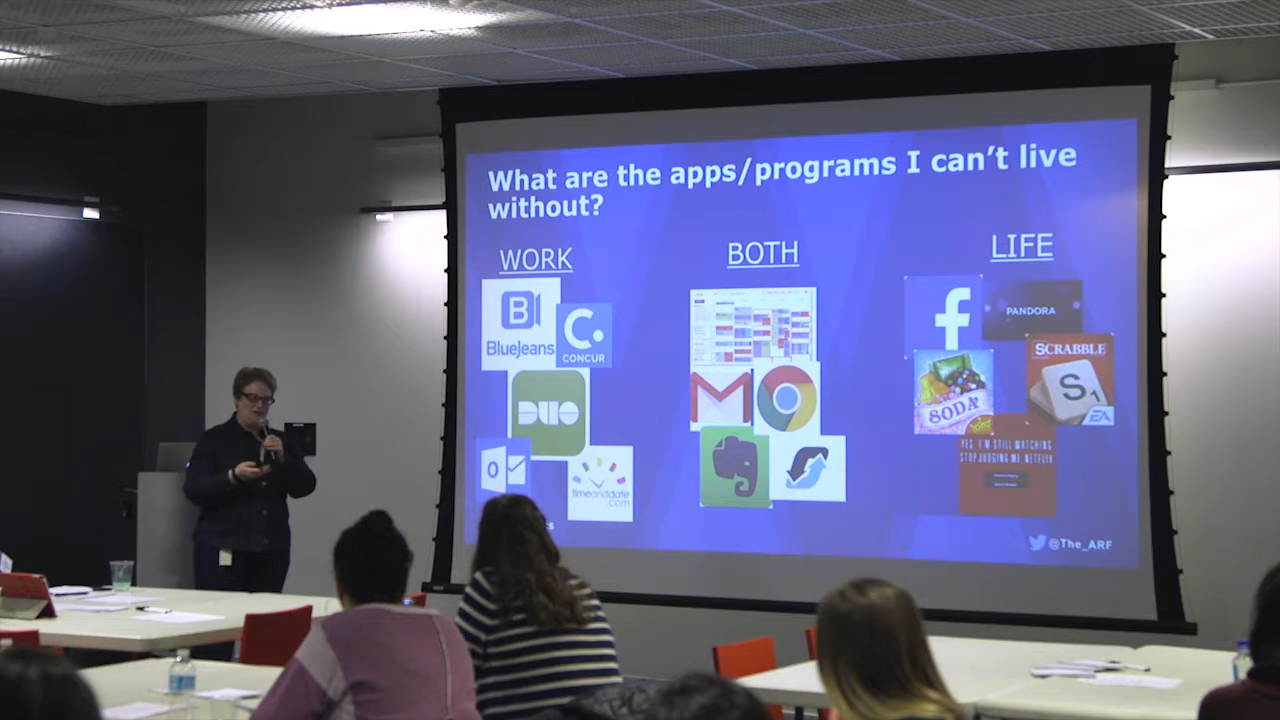 What are the apps/programs I can't live
without?
WORK
BOTH
LIFE
B
BlueJeans
C.
CONCUR
DUO
timeanddate
.com
PANDORA
SCRABBLE
S1
EA
SODA
YES, I'M STILL WATCHING
STOP JUDGING ME, NETFLIX
@The_ARF